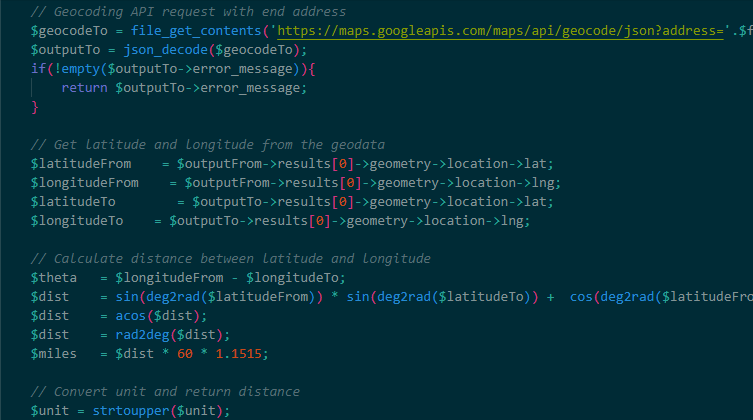 // Geocoding API request with end address
$geocodeTo = file_get_contents('https://maps.googleapis.com/maps/api/geocode/json?address='.$f
$outputTo = json_decode($geocodeTo);
if(!empty($outputTo->error_message)){
return $outputTo->error_message;
}
// Get latitude and longitude from the geodata
$latitudeFrom = $outputFrom->results[0]->geometry->location->lat;
$longitudeFrom = $outputFrom->results[0]->geometry->location->lng;
$latitudeTo = $outputTo->results[0]->geometry->location->lat;
$longitudeTo = $outputTo->results[0]->geometry->location->lng;
// Calculate distance between latitude and longitude
$theta = $longitudeFrom - $longitudeTo;
$dist = sin(deg2rad($latitudeFrom)) * sin(deg2rad($latitudeTo)) + cos(deg2rad($latitudeFro
$dist = acos($dist);
$dist = rad2deg($dist);
$miles = $dist * 60 * 1.1515;
// Convert unit and return distance
$unit = strtoupper($unit);